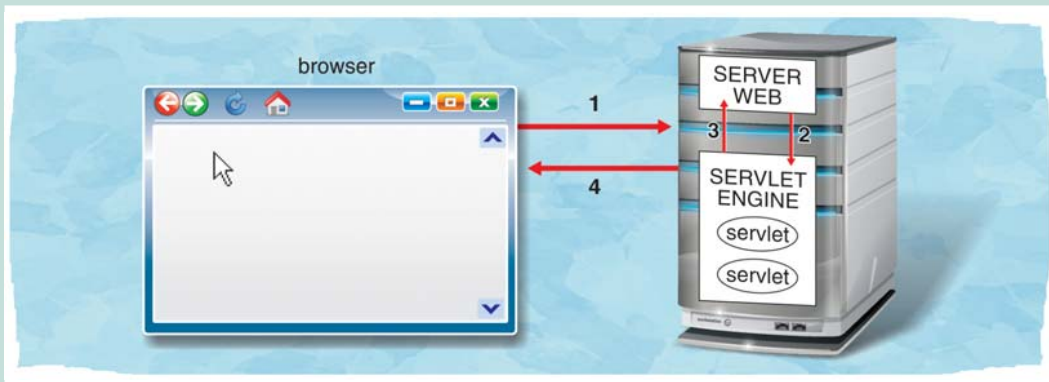 browser
1
4
SERVER
WEB
3
2
SERVLET
ENGINE
servlet
servlet